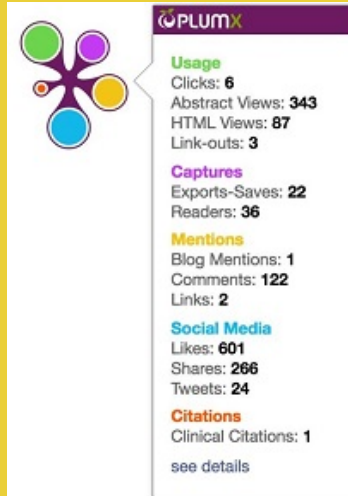 PLUMX
Usage
Clicks: 6
Abstract Views: 343
HTML Views: 87
Link-outs: 3
Captures
Exports-Saves: 22
Readers: 36
Mentions
Blog Mentions: 1
Comments: 122
Links: 2
Social Media
Likes: 601
Shares: 266
Tweets: 24
Citations
Clinical Citations: 1
see details